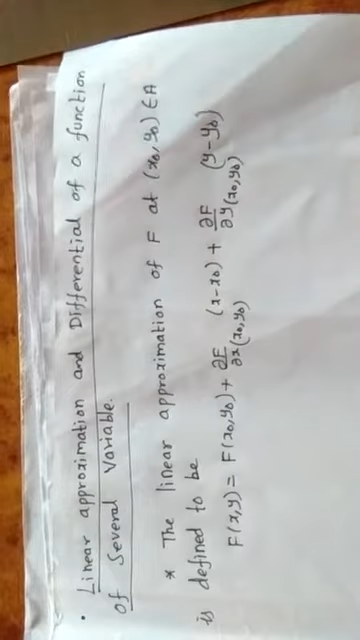 • Linear approximation and Differential of a function
of Several Variable.
* The linear approximation of F at (x₀, y₀) ∈ A
is defined to be
F(x,y) = F(x₀,y₀) + ∂F/∂x (x₀,y₀) (x-x₀) + ∂F/∂y (x₀,y₀) (y-y₀)